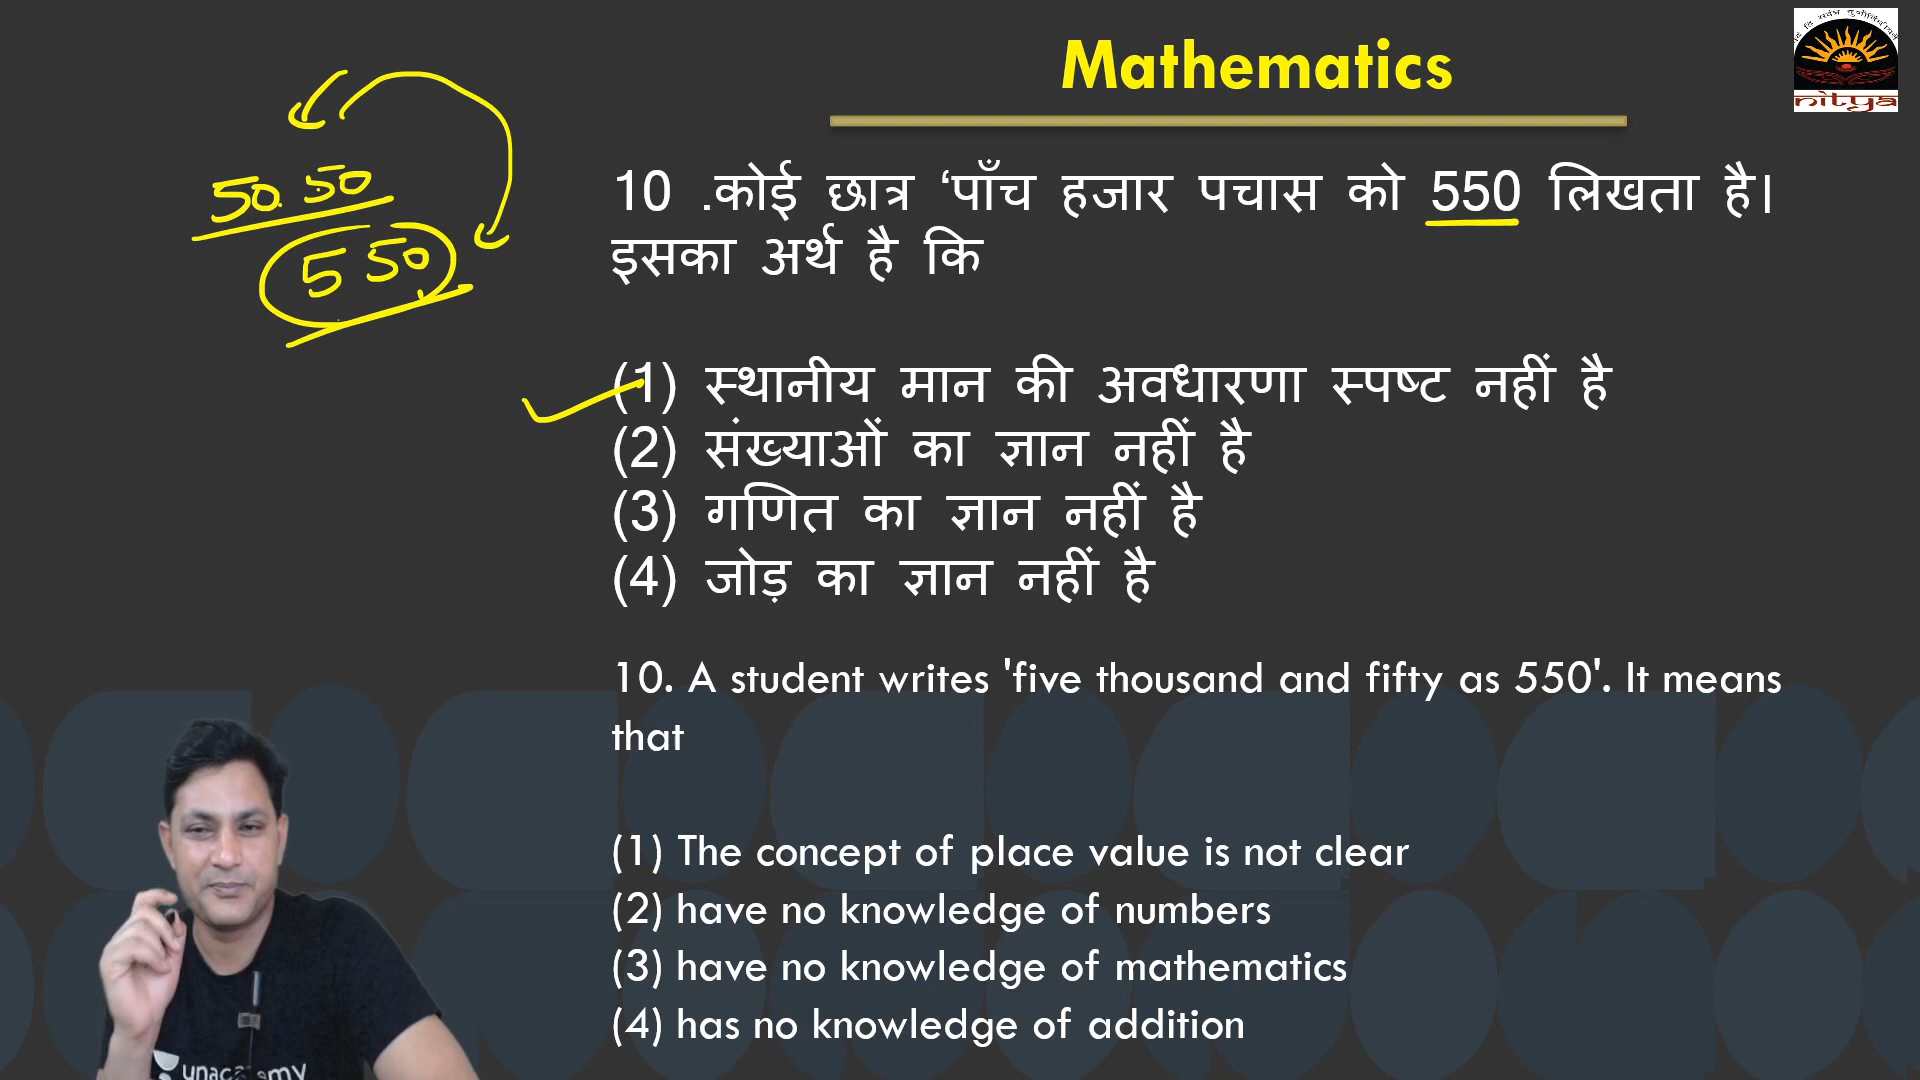 Mathematics
nitya
50 50
5 50
10 .कोई छात्र ‘पाँच हजार पचास को 550 लिखता है।
इसका अर्थ है कि
(1) स्थानीय मान की अवधारणा स्पष्ट नहीं है
(2) संख्याओं का ज्ञान नहीं है
(3) गणित का ज्ञान नहीं है
(4) जोड़ का ज्ञान नहीं है
10. A student writes 'five thousand and fifty as 550'. It means
that
(1) The concept of place value is not clear
(2) have no knowledge of numbers
(3) have no knowledge of mathematics
(4) has no knowledge of addition